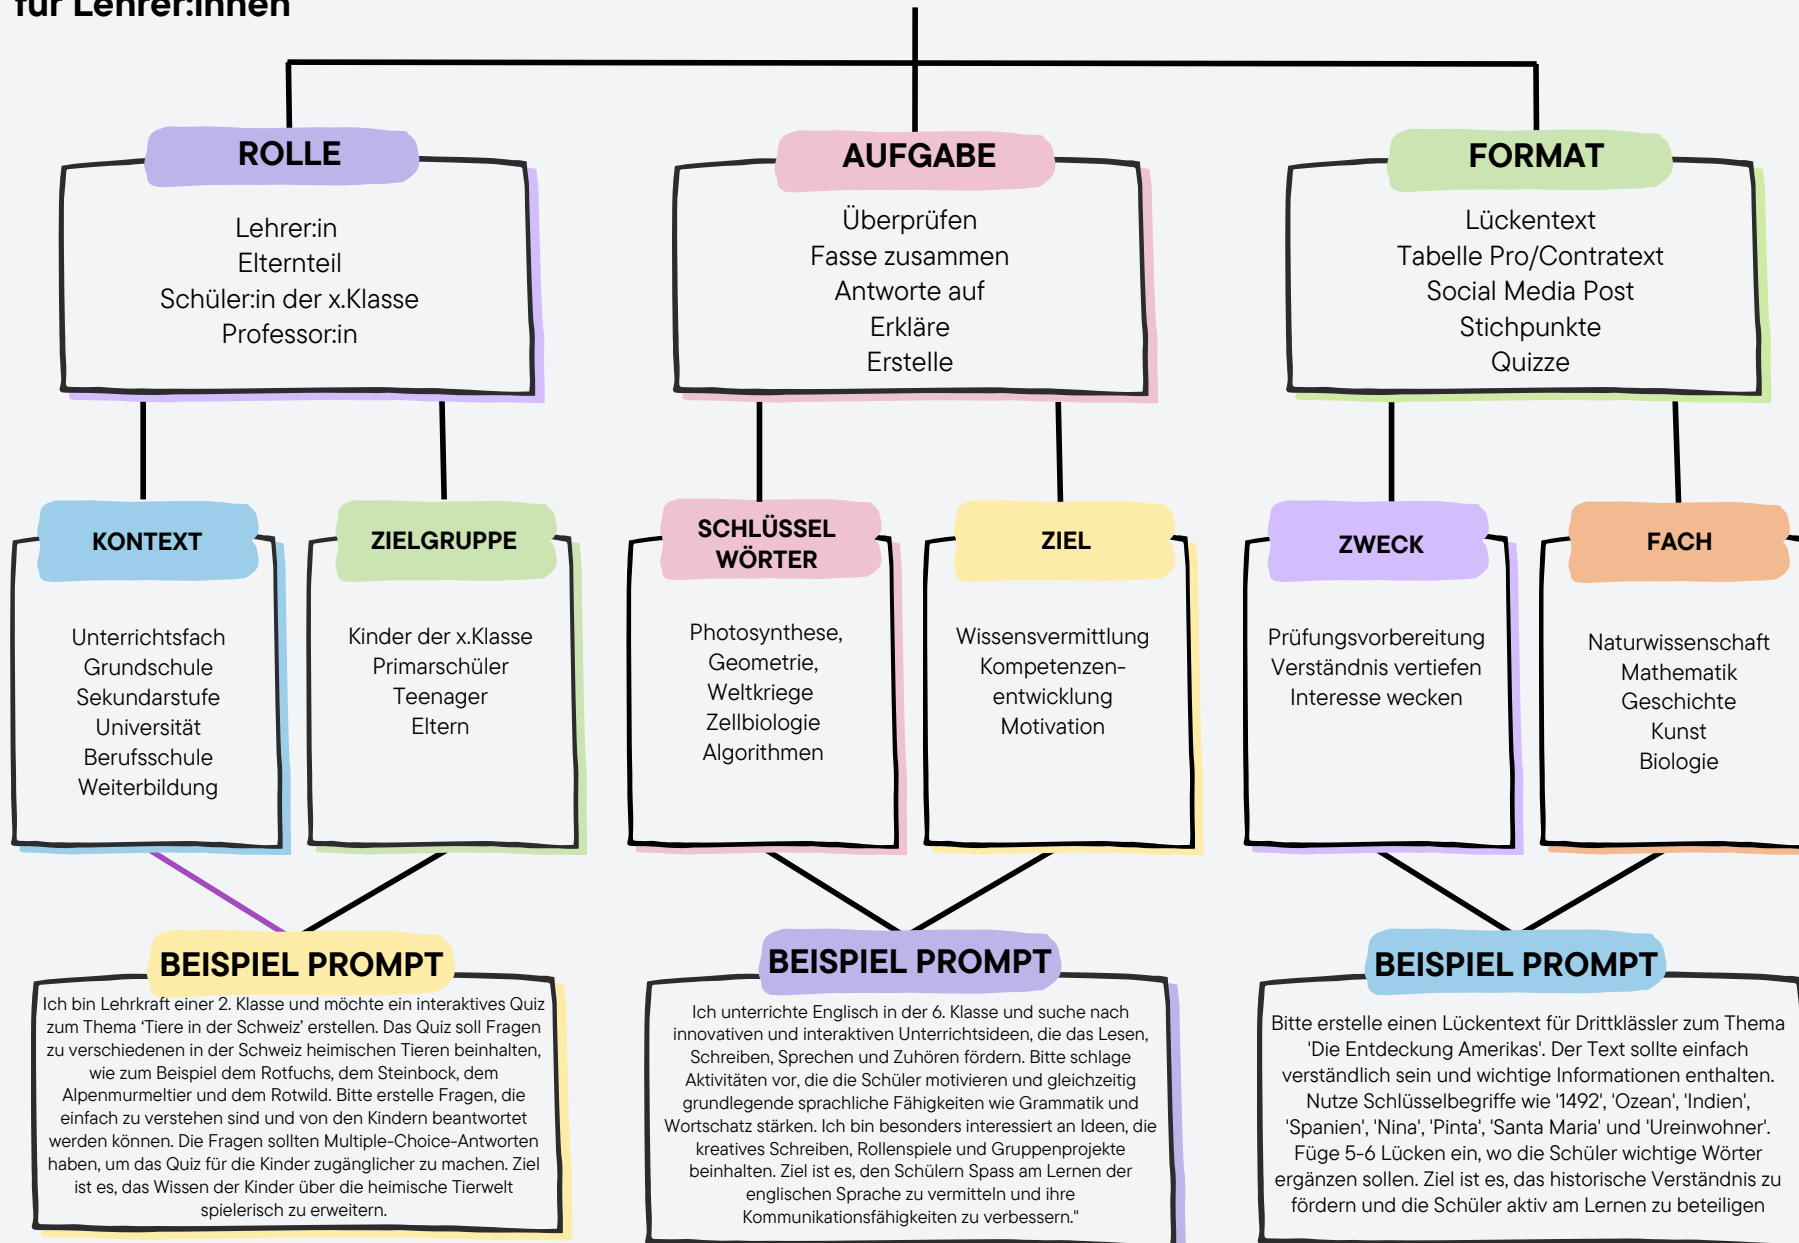 für Lehrer:innen
ROLLE
Lehrer:in
Elternteil
Schüler:in der x.Klasse
Professor:in
AUFGABE
Überprüfen
Fasse zusammen
Antworte auf
Erkläre
Erstelle
FORMAT
Lückentext
Tabelle Pro/Contratext
Social Media Post
Stichpunkte
Quizze
KONTEXT
Unterrichtsfach
Grundschule
Sekundarstufe
Universität
Berufsschule
Weiterbildung
ZIELGRUPPE
Kinder der x.Klasse
Primarschüler
Teenager
Eltern
SCHLÜSSEL
WÖRTER
Photosynthese,
Geometrie,
Weltkriege
Zellbiologie
Algorithmen
ZIEL
Wissensvermittlung
Kompetenzen-
entwicklung
Motivation
ZWECK
Prüfungsvorbereitung
Verständnis vertiefen
Interesse wecken
FACH
Naturwissenschaft
Mathematik
Geschichte
Kunst
Biologie
BEISPIEL PROMPT
Ich bin Lehrkraft einer 2. Klasse und möchte ein interaktives Quiz
zum Thema ‘Tiere in der Schweiz’ erstellen. Das Quiz soll Fragen
zu verschiedenen in der Schweiz heimischen Tieren beinhalten,
wie zum Beispiel dem Rotfuchs, dem Steinbock, dem
Alpenmurmeltier und dem Rotwild. Bitte erstelle Fragen, die
einfach zu verstehen sind und von den Kindern beantwortet
werden können. Die Fragen sollten Multiple-Choice-Antworten
haben, um das Quiz für die Kinder zugänglicher zu machen. Ziel
ist es, das Wissen der Kinder über die heimische Tierwelt
spielerisch zu erweitern.
BEISPIEL PROMPT
Ich unterrichte Englisch in der 6. Klasse und suche nach
innovativen und interaktiven Unterrichtsideen, die das Lesen,
Schreiben, Sprechen und Zuhören fördern. Bitte schlage
Aktivitäten vor, die die Schüler motivieren und gleichzeitig
grundlegende sprachliche Fähigkeiten wie Grammatik und
Wortschatz stärken. Ich bin besonders interessiert an Ideen, die
kreatives Schreiben, Rollenspiele und Gruppenprojekte
beinhalten. Ziel ist es, den Schülern Spass am Lernen der
englischen Sprache zu vermitteln und ihre
Kommunikationsfähigkeiten zu verbessern."
BEISPIEL PROMPT
Bitte erstelle einen Lückentext für Drittklässler zum Thema
'Die Entdeckung Amerikas'. Der Text sollte einfach
verständlich sein und wichtige Informationen enthalten.
Nutze Schlüsselbegriffe wie '1492', 'Ozean', 'Indien',
'Spanien', 'Nina', 'Pinta', 'Santa Maria' und 'Ureinwohner'.
Füge 5-6 Lücken ein, wo die Schüler wichtige Wörter
ergänzen sollen. Ziel ist es, das historische Verständnis zu
fördern und die Schüler aktiv am Lernen zu beteiligen